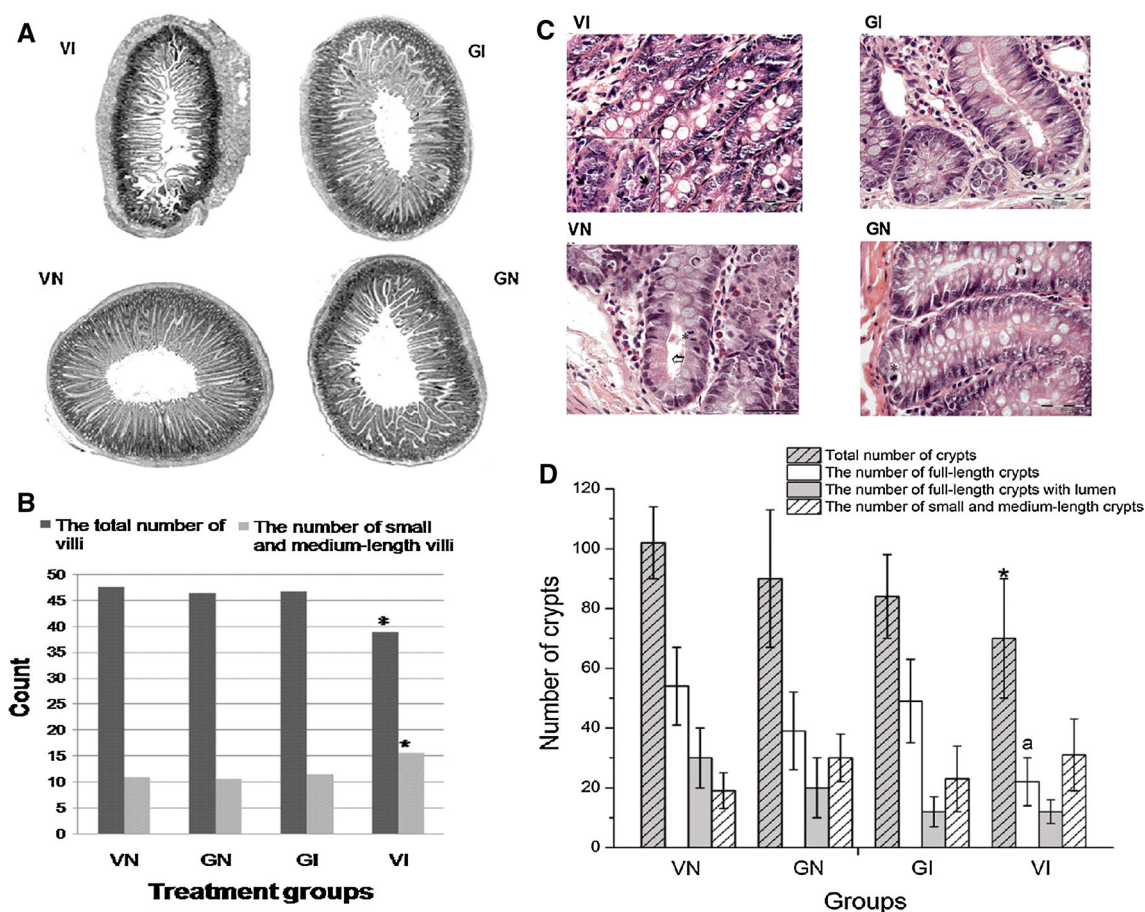 A
VI
GI
VN
GN
B
The total number of
villi
The number of small
and medium-length villi
50
45
40
35
30
25
20
15
10
5
0
Count
*
*
VN
GN
GI
VI
Treatment groups
C
VI
GI
VN
*
GN
*
*
D
Total number of crypts
The number of full-length crypts
The number of full-length crypts with lumen
The number of small and medium-length crypts
120
100
80
60
40
20
0
Number of crypts
*
a
VN
GN
GI
VI
Groups